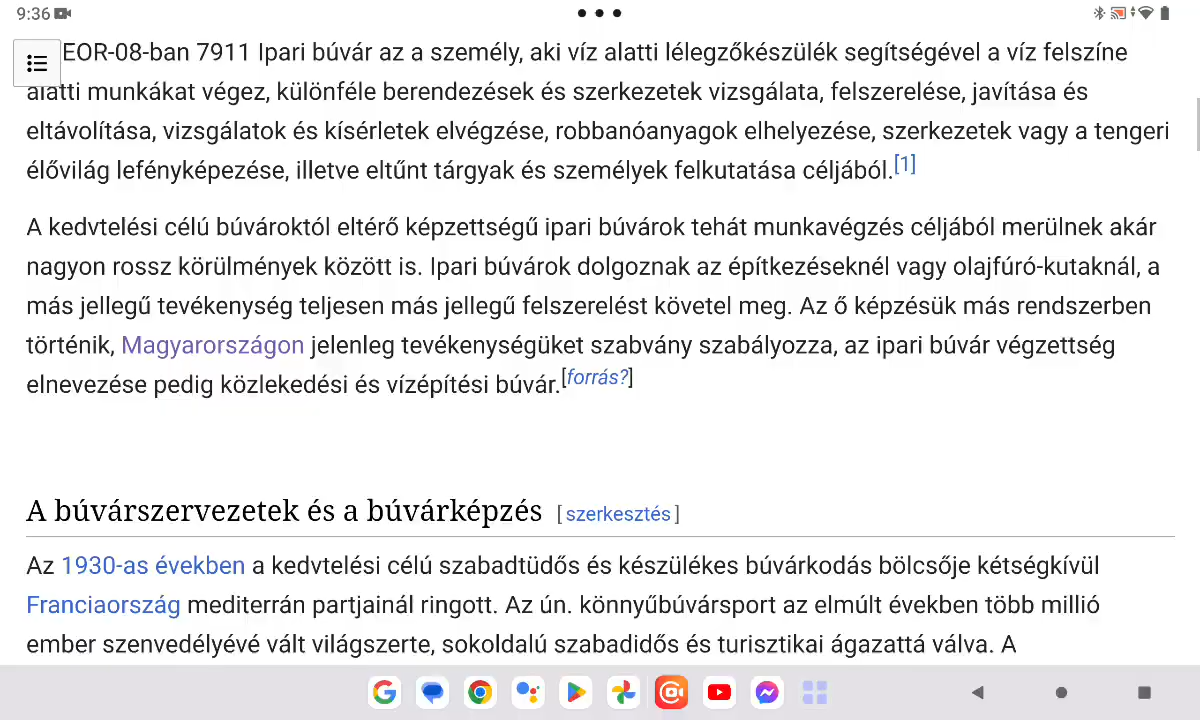 9:36
EOR-08-ban 7911 Ipari búvár az a személy, aki víz alatti lélegzőkészülék segítségével a víz felszíne
alatti munkákat végez, különféle berendezések és szerkezetek vizsgálata, felszerelése, javítása és
eltávolítása, vizsgálatok és kísérletek elvégzése, robbanóanyagok elhelyezése, szerkezetek vagy a tengeri
élővilág lefényképezése, illetve eltűnt tárgyak és személyek felkutatása céljából.[1]
A kedvtelési célú búvároktól eltérő képzettségű ipari búvárok tehát munkavégzés céljából merülnek akár
nagyon rossz körülmények között is. Ipari búvárok dolgoznak az építkezéseknél vagy olajfúró-kutaknál, a
más jellegű tevékenység teljesen más jellegű felszerelést követel meg. Az ő képzésük más rendszerben
történik, Magyarországon jelenleg tevékenységüket szabvány szabályozza, az ipari búvár végzettség
elnevezése pedig közlekedési és vízépítési búvár.[forrás?]
A búvárszervezetek és a búvárképzés [szerkesztés]
Az 1930-as években a kedvtelési célú szabadtüdős és készülékes búvárkodás bölcsője kétségkívül
Franciaország mediterrán partjainál ringott. Az ún. könnyűbúvársport az elmúlt években több millió
ember szenvedélyévé vált világszerte, sokoldalú szabadidős és turisztikai ágazattá válva. A